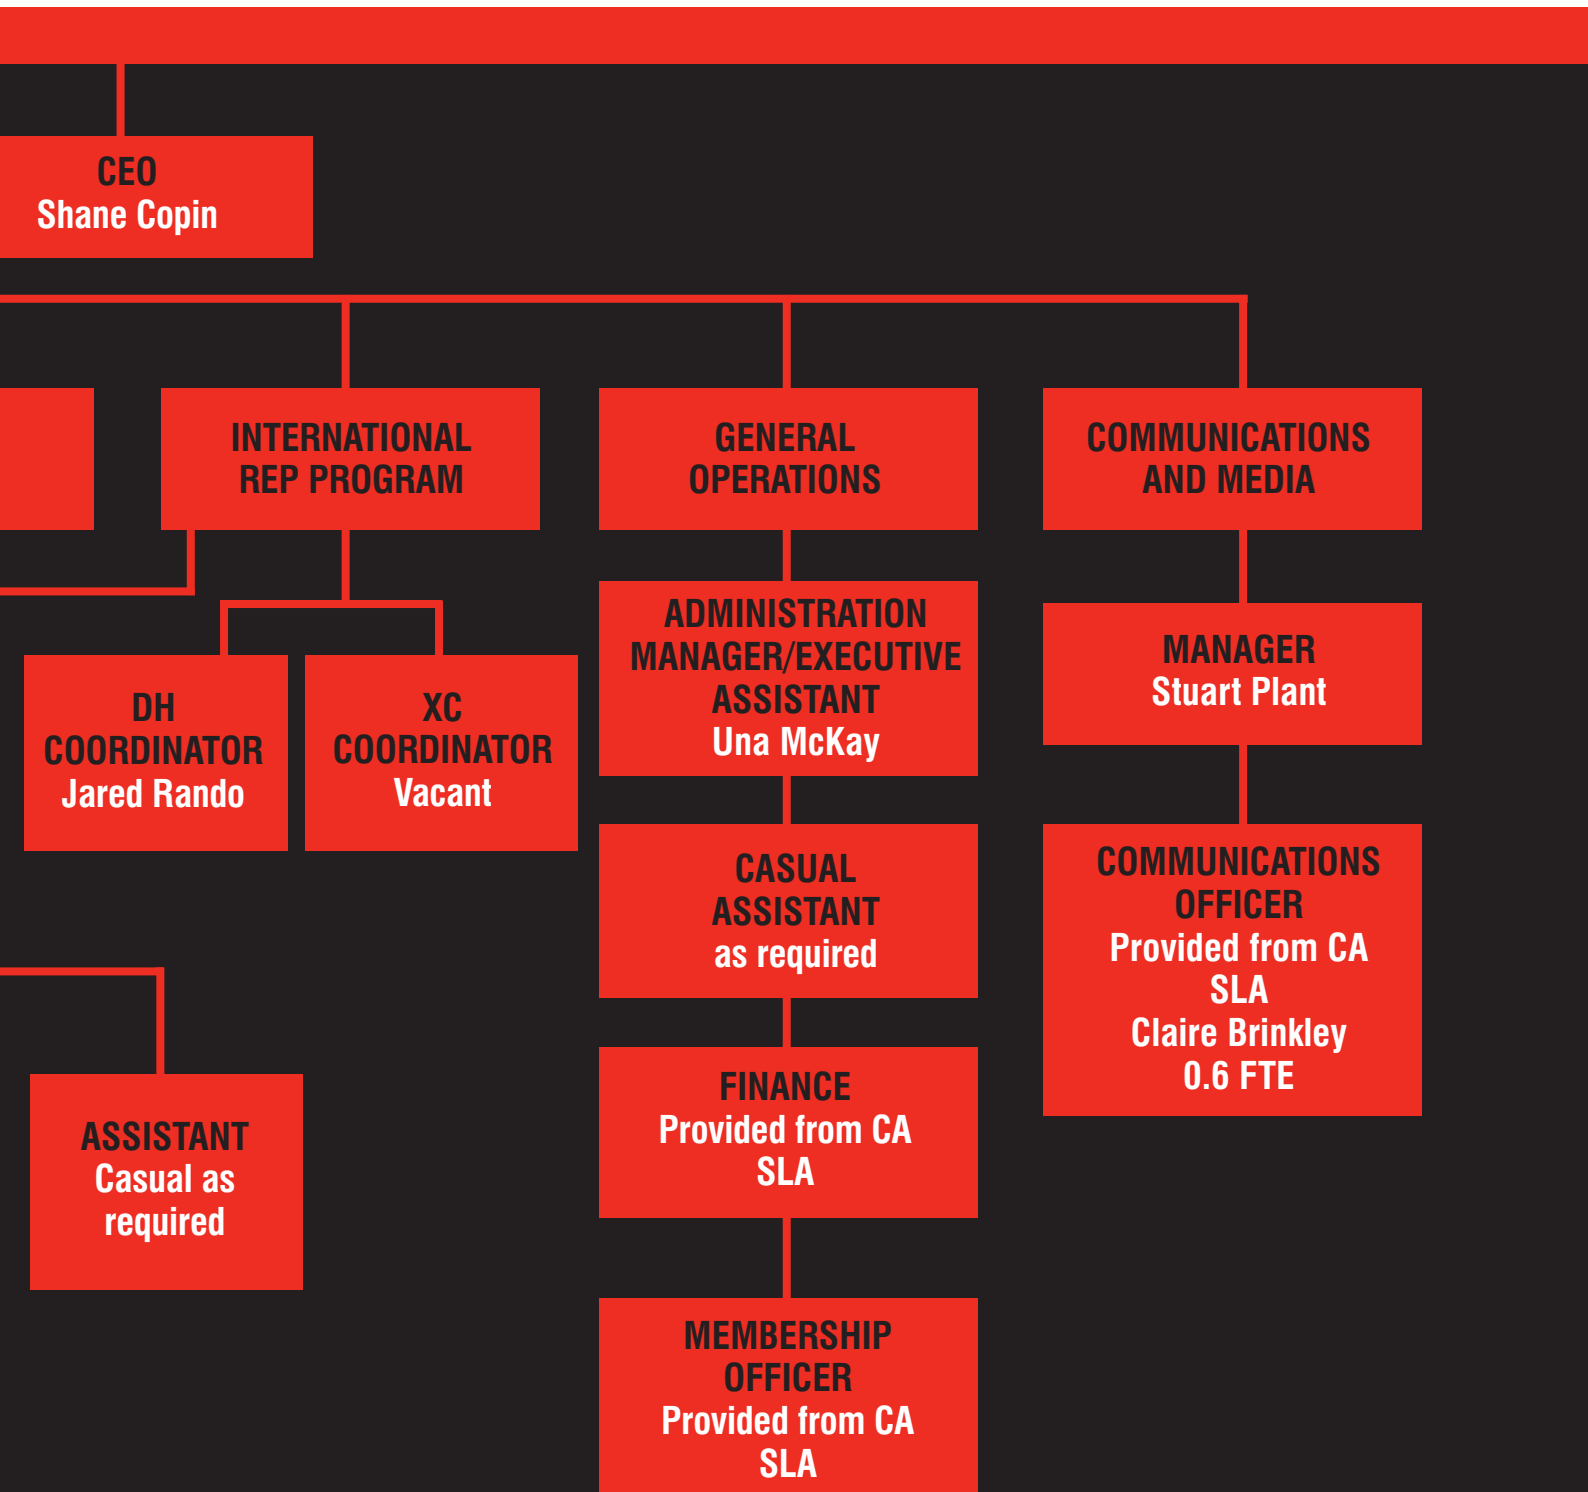 CEO
Shane Copin
INTERNATIONAL
REP PROGRAM
GENERAL
OPERATIONS
COMMUNICATIONS
AND MEDIA
DH
COORDINATOR
Jared Rando
XC
COORDINATOR
Vacant
ADMINISTRATION
MANAGER/EXECUTIVE
ASSISTANT
Una McKay
MANAGER
Stuart Plant
CASUAL
ASSISTANT
as required
COMMUNICATIONS
OFFICER
Provided from CA
SLA
Claire Brinkley
0.6 FTE
ASSISTANT
Casual as
required
FINANCE
Provided from CA
SLA
MEMBERSHIP
OFFICER
Provided from CA
SLA